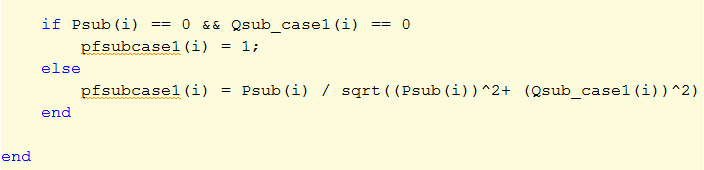 if Psub(i) == 0 && Qsub_case1(i) == 0
pfsubcase1(i) = 1;
else
pfsubcase1(i) = Psub(i) / sqrt((Psub(i))^2+ (Qsub_case1(i))^2)
end
end